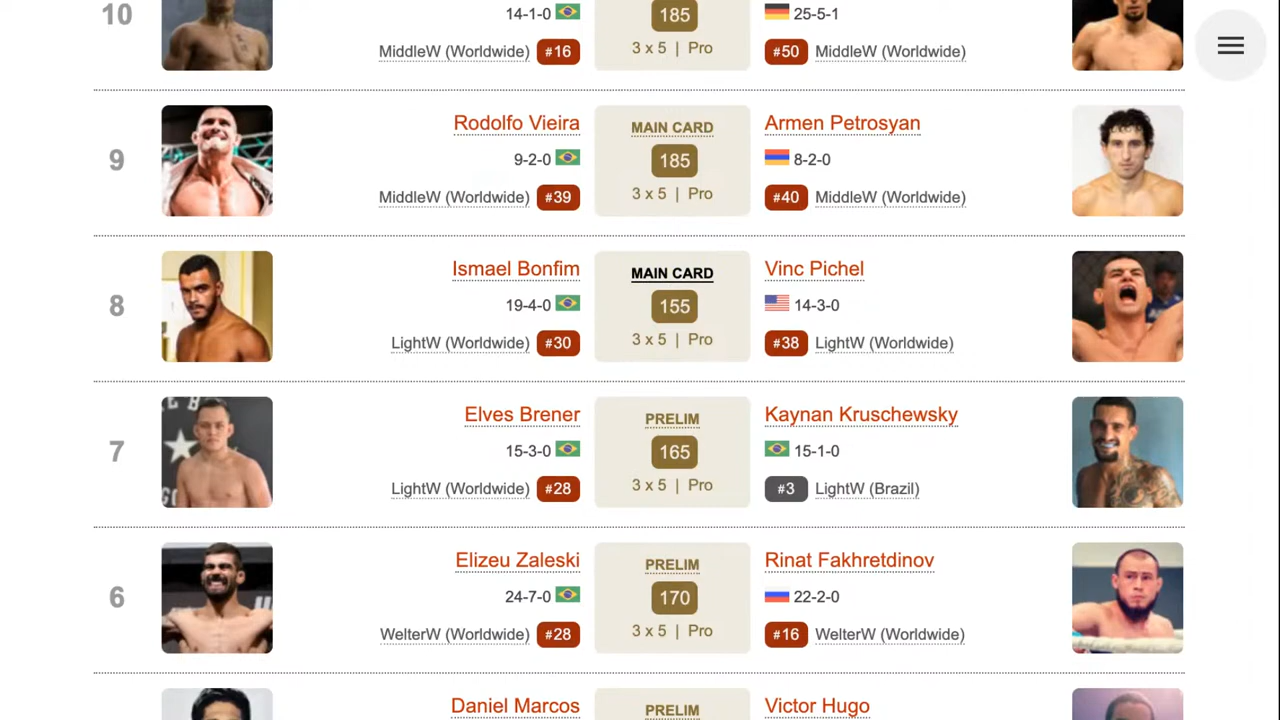 10
14-1-0
185
25-5-1
MiddleW (Worldwide) #16
3 x 5 | Pro
#50 MiddleW (Worldwide)
9
Rodolfo Vieira
MAIN CARD
Armen Petrosyan
9-2-0
185
8-2-0
MiddleW (Worldwide) #39
3 x 5 | Pro
#40 MiddleW (Worldwide)
8
Ismael Bonfim
MAIN CARD
Vinc Pichel
19-4-0
155
14-3-0
LightW (Worldwide) #30
3 x 5 | Pro
#38 LightW (Worldwide)
7
Elves Brener
PRELIM
Kaynan Kruschewsky
15-3-0
165
15-1-0
LightW (Worldwide) #28
3 x 5 | Pro
#3 LightW (Brazil)
6
Elizeu Zaleski
PRELIM
Rinat Fakhretdinov
24-7-0
170
22-2-0
WelterW (Worldwide) #28
3 x 5 | Pro
#16 WelterW (Worldwide)
Daniel Marcos
PRELIM
Victor Hugo